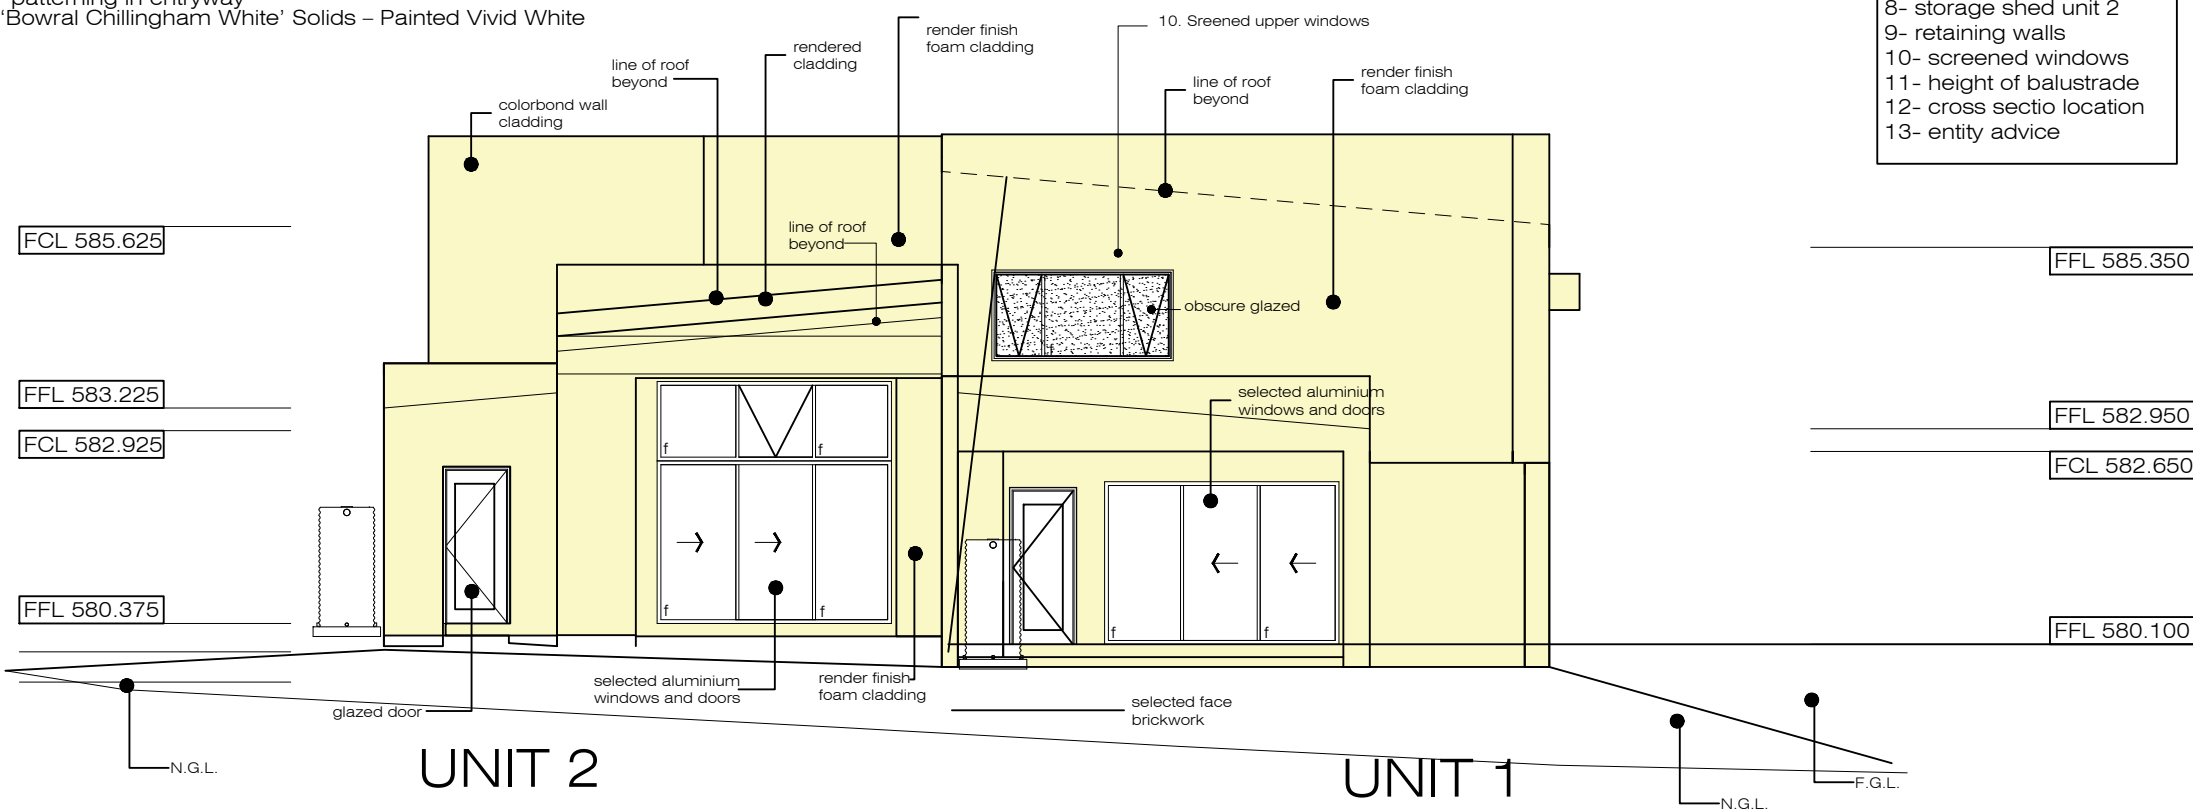 patterning in entryway
'Bowral Chillingham White' Solids – Painted Vivid White
8- storage shed unit 2
9- retaining walls
10- screened windows
11- height of balustrade
12- cross sectio location
13- entity advice
10. Sreened upper windows
render finish
foam cladding
rendered
cladding
line of roof
beyond
colorbond wall
cladding
line of roof
beyond
render finish
foam cladding
line of roof
beyond
FCL 585.625
FFL 585.350
obscure glazed
FFL 583.225
FCL 582.925
selected aluminium
windows and doors
FFL 582.950
FCL 582.650
f
f
f
f
f
f
f
FFL 580.375
FFL 580.100
selected aluminium
windows and doors
render finish
foam cladding
glazed door
selected face
brickwork
N.G.L.
UNIT 2
UNIT 1
F.G.L.
N.G.L.